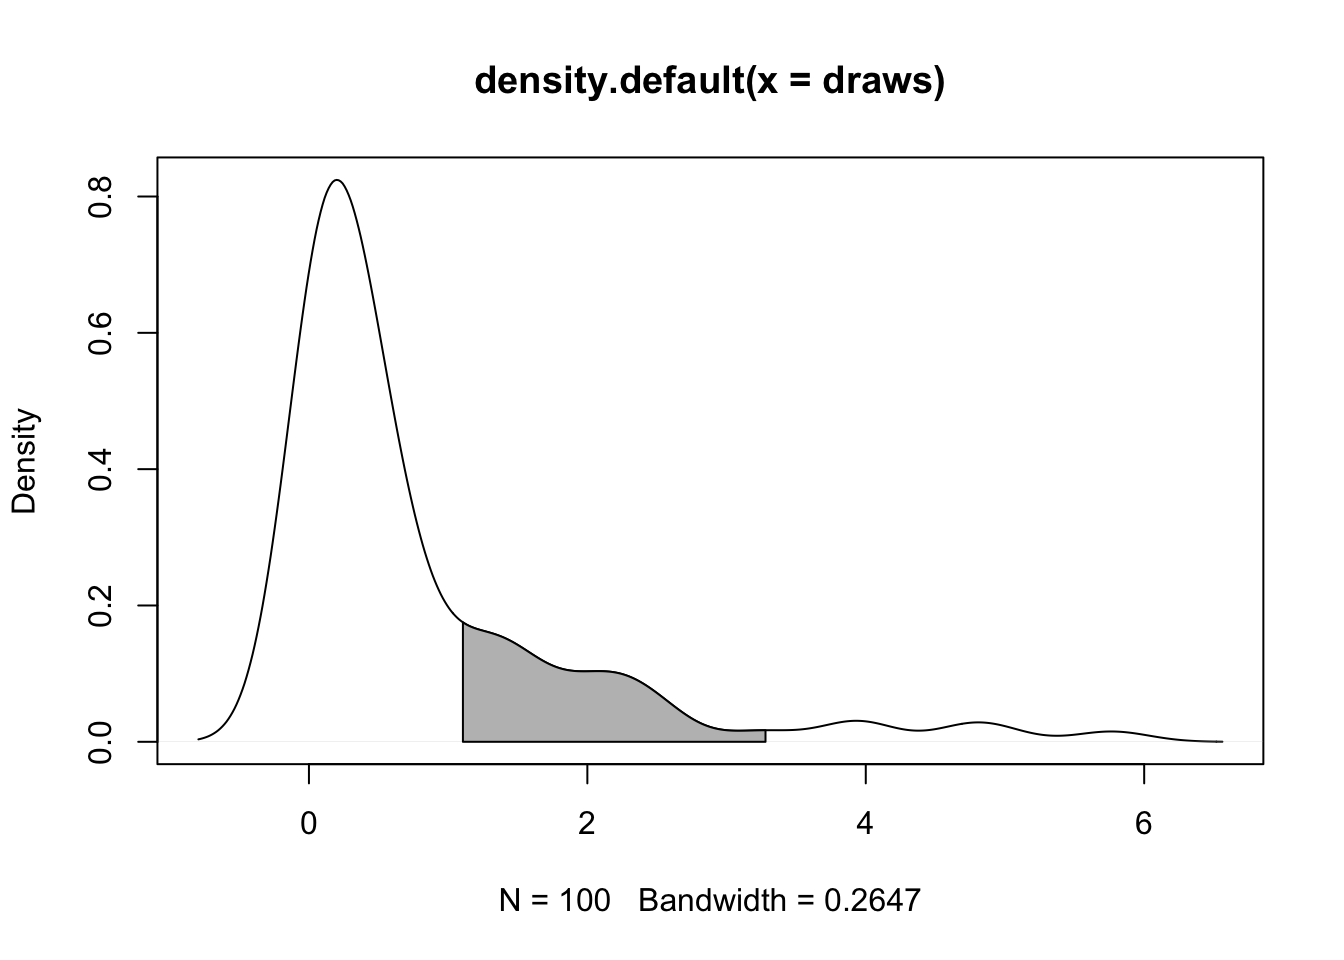 density.default(x = draws)
Density
0.8
0.6
0.4
0.2
0.0
0 2 4 6
N = 100 Bandwidth = 0.2647